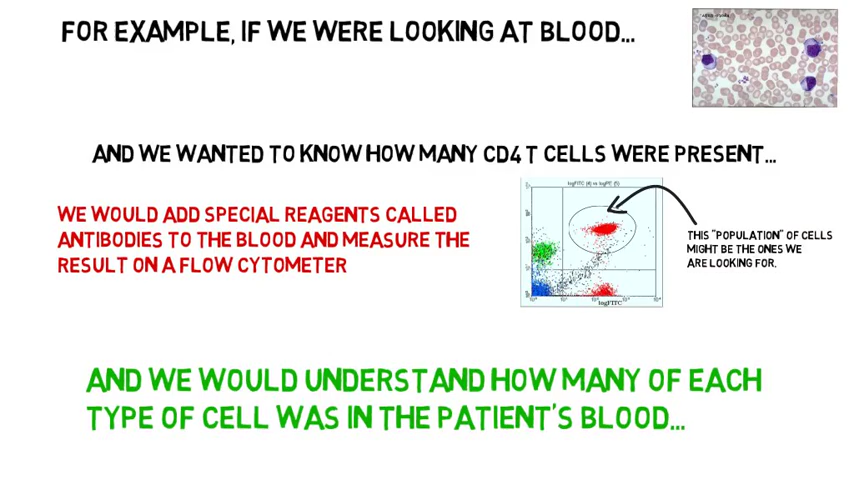 FOR EXAMPLE, IF WE WERE LOOKING AT BLOOD...
AND WE WANTED TO KNOW HOW MANY CD4 T CELLS WERE PRESENT...
WE WOULD ADD SPECIAL REAGENTS CALLED
ANTIBODIES TO THE BLOOD AND MEASURE THE
RESULT ON A FLOW CYTOMETER
logFITC
THIS "POPULATION" OF CELLS
MIGHT BE THE ONES WE
ARE LOOKING FOR.
AND WE WOULD UNDERSTAND HOW MANY OF EACH
TYPE OF CELL WAS IN THE PATIENT'S BLOOD...